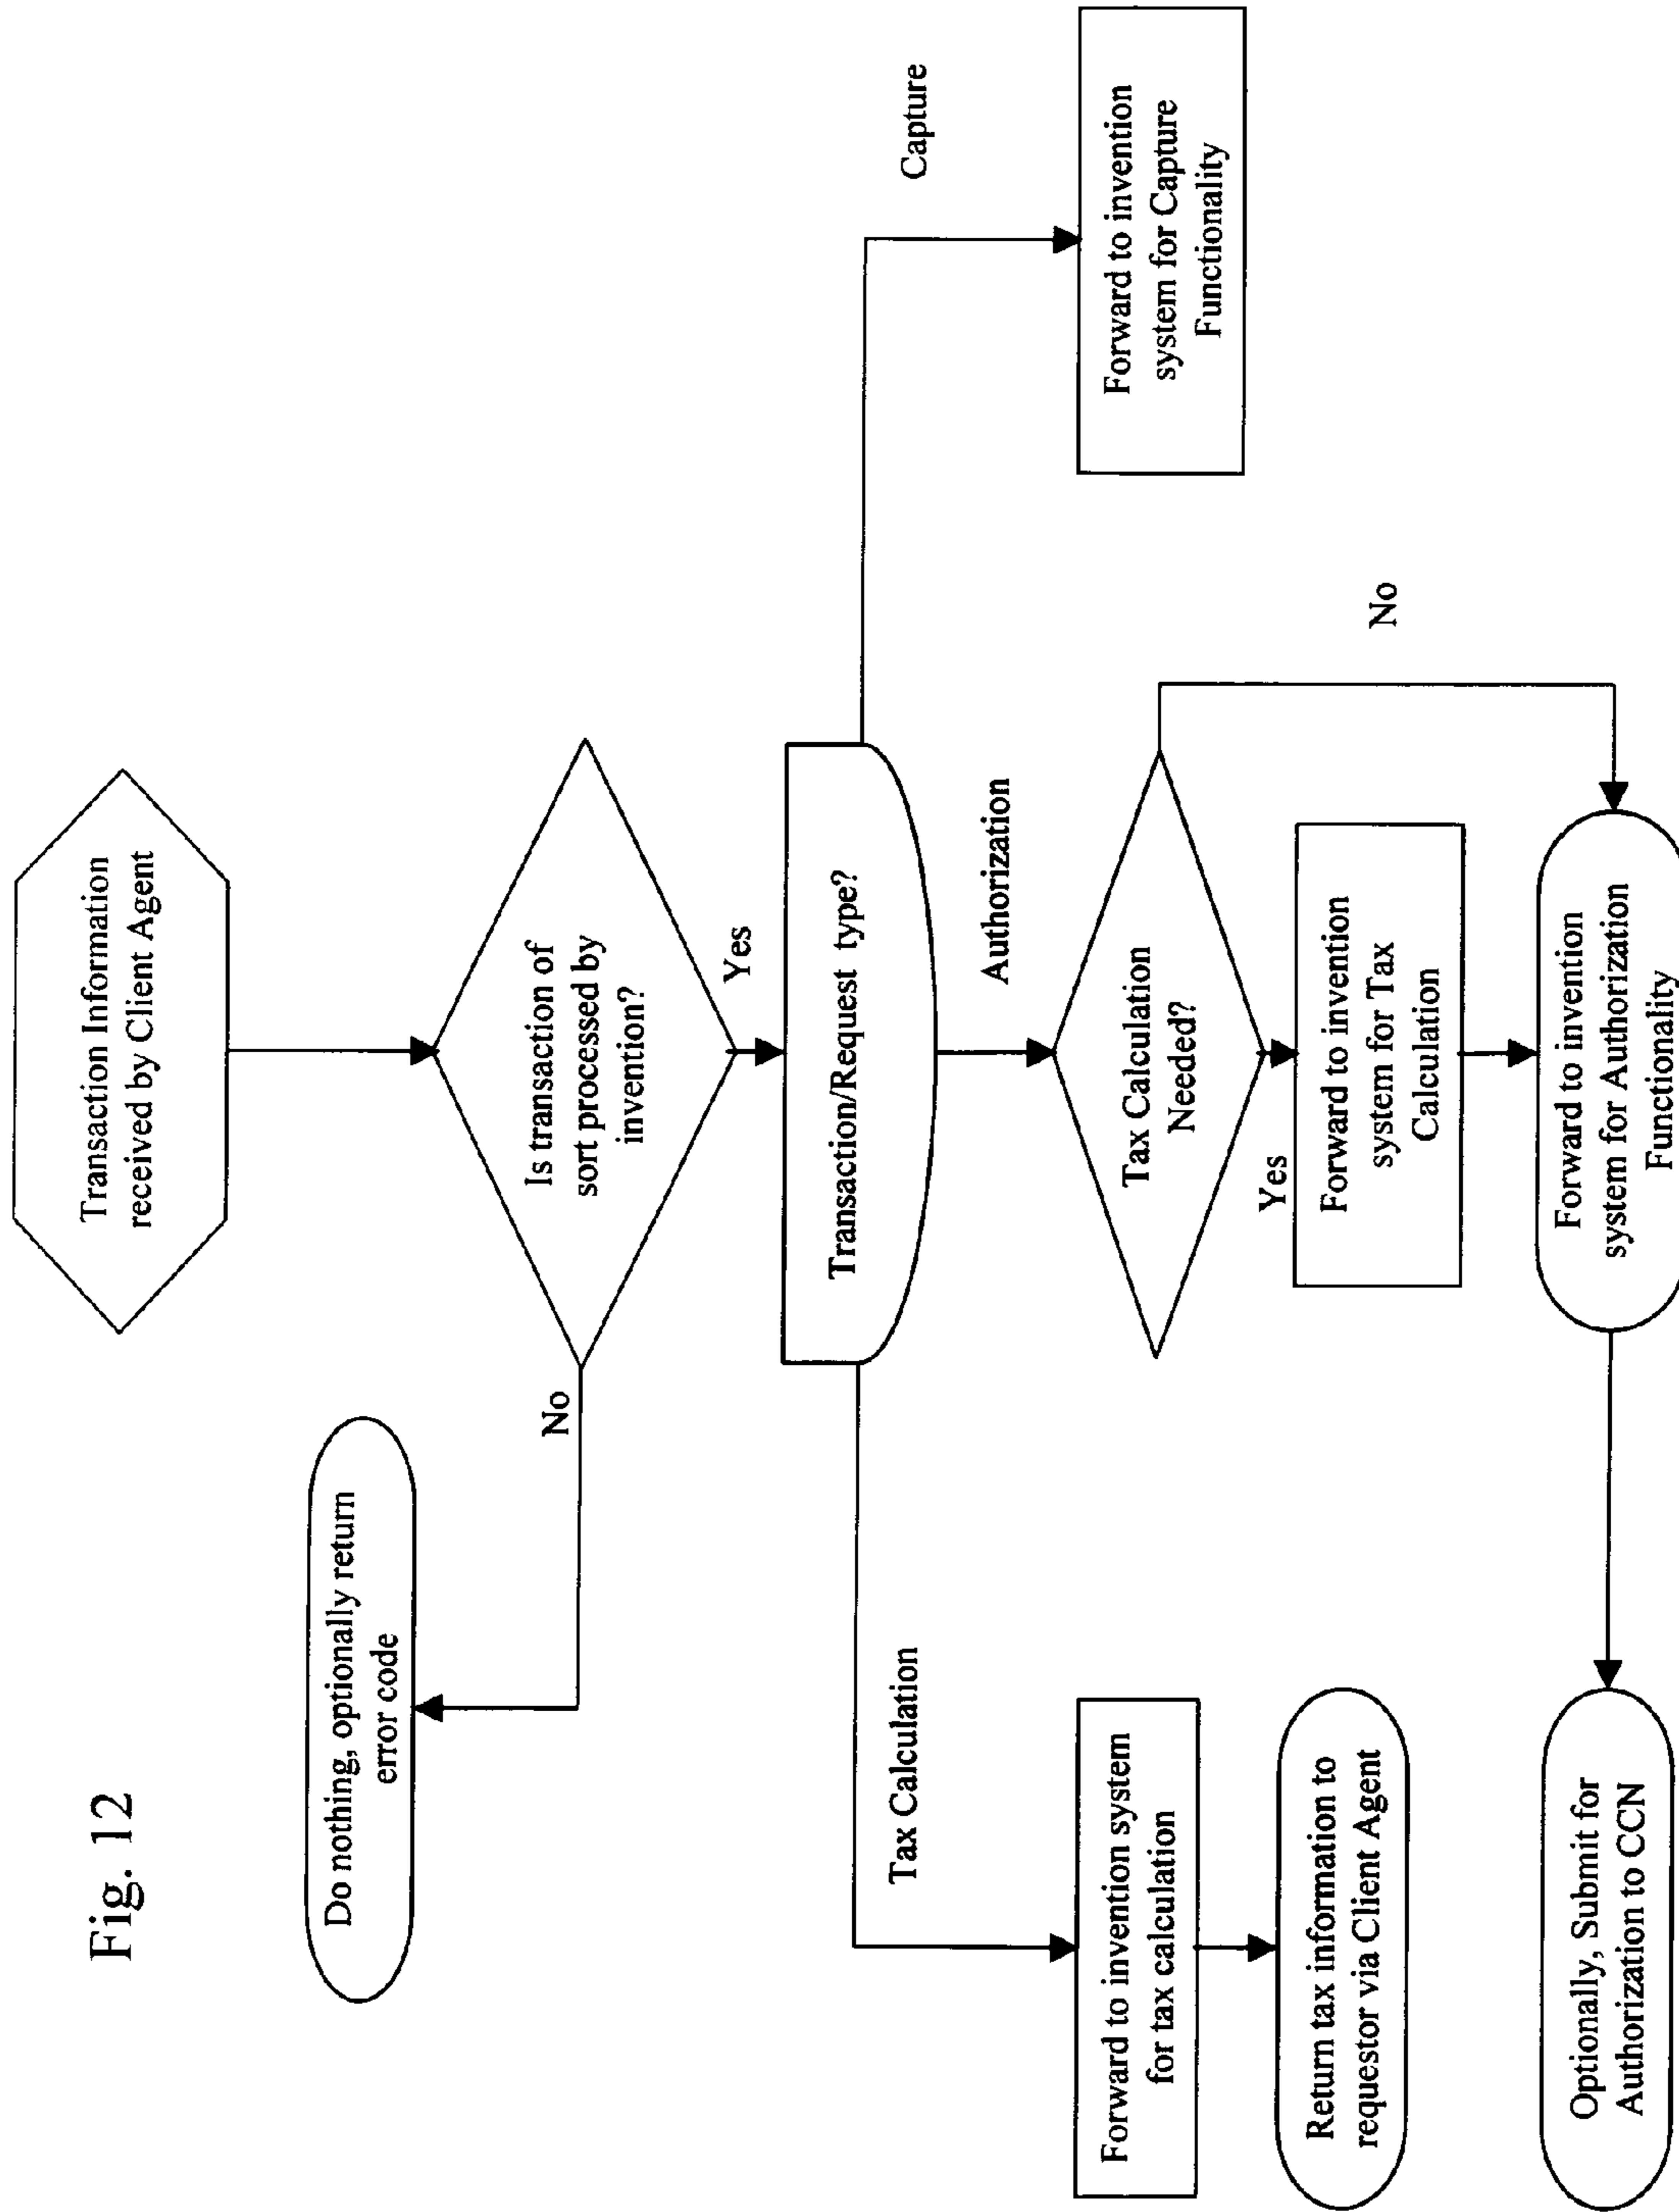 Fig. 12
Transaction Information
received by Client Agent
Do nothing, optionally return
error code
No
Is transaction of
sort processed by
invention?
Yes
Transaction/Request type?
Tax Calculation
Authorization
Capture
Forward to invention system
for tax calculation
Return tax information to
requestor via Client Agent
Tax Calculation
Needed?
Yes
No
Forward to invention
system for Tax
Calculation
Forward to invention
system for Capture
Functionality
Forward to invention
system for Authorization
Functionality
Optionally, Submit for
Authorization to CCN